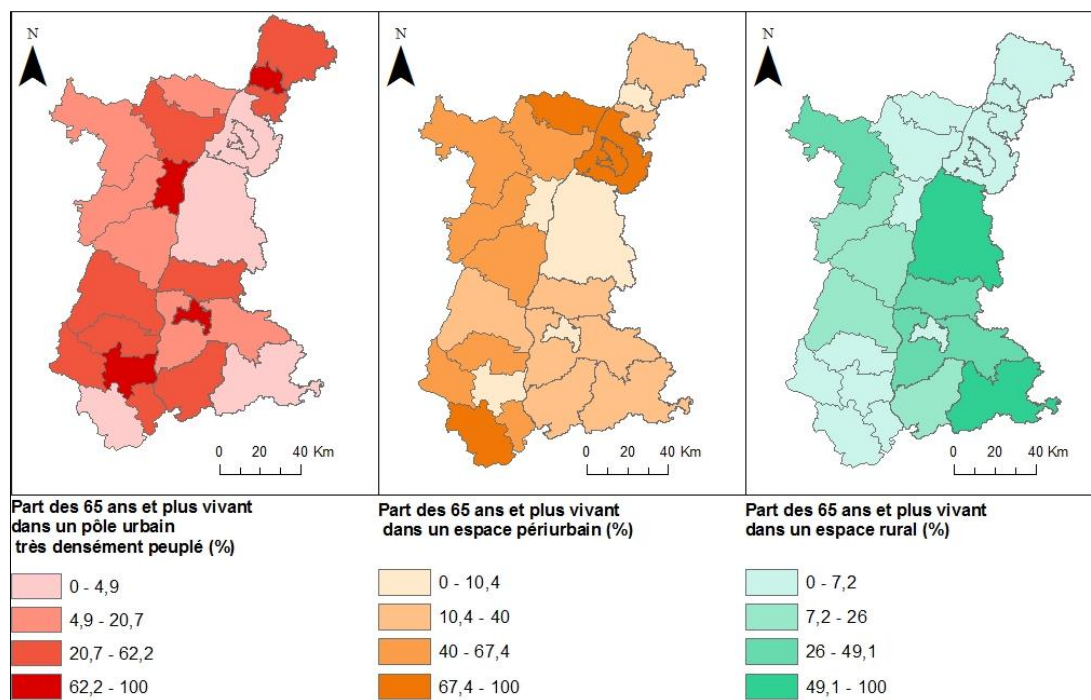 N
0 20 40 Km
N
0 20 40 Km
N
0 20 40 Km
Part des 65 ans et plus vivant
dans un pôle urbain
très densément peuplé (%)
0 - 4,9
4,9 - 20,7
20,7 - 62,2
62,2 - 100
Part des 65 ans et plus vivant
dans un espace périurbain (%)
0 - 10,4
10,4 - 40
40 - 67,4
67,4 - 100
Part des 65 ans et plus vivant
dans un espace rural (%)
0 - 7,2
7,2 - 26
26 - 49,1
49,1 - 100